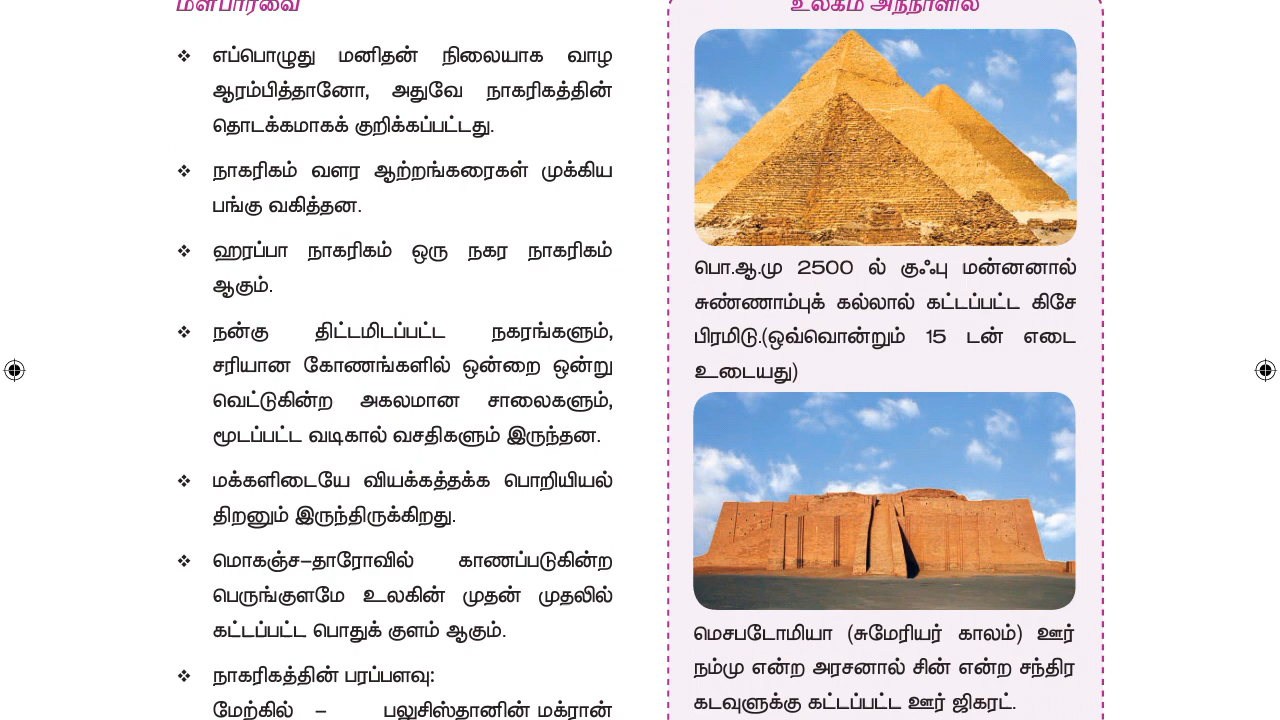 மீள்பார்வை
❖ எப்பொழுது மனிதன் நிலையாக வாழ
ஆரம்பித்தானோ, அதுவே நாகரிகத்தின்
தொடக்கமாகக் குறிக்கப்பட்டது.
❖ நாகரிகம் வளர ஆற்றங்கரைகள் முக்கிய
பங்கு வகித்தன.
❖ ஹரப்பா நாகரிகம் ஒரு நகர நாகரிகம்
ஆகும்.
❖ நன்கு திட்டமிடப்பட்ட நகரங்களும்,
சரியான கோணங்களில் ஒன்றை ஒன்று
வெட்டுகின்ற அகலமான சாலைகளும்,
மூடப்பட்ட வடிகால் வசதிகளும் இருந்தன.
❖ மக்களிடையே வியக்கத்தக்க பொறியியல்
திறனும் இருந்திருக்கிறது.
❖ மொகஞ்ச–தாரோவில் காணப்படுகின்ற
பெருங்குளமே உலகின் முதன் முதலில்
கட்டப்பட்ட பொதுக் குளம் ஆகும்.
❖ நாகரிகத்தின் பரப்பளவு:
மேற்கில் – பலுசிஸ்தானின் மக்ரான்
உலகம் அந்நாளில்
பொ.ஆ.மு 2500 ல் குஃபு மன்னனால்
சுண்ணாம்புக் கல்லால் கட்டப்பட்ட கிசே
பிரமிடு.(ஒவ்வொன்றும் 15 டன் எடை
உடையது)
மெசபடோமியா (சுமேரியர் காலம்) ஊர்
நம்மு என்ற அரசனால் சின் என்ற சந்திர
கடவுளுக்கு கட்டப்பட்ட ஊர் ஜிகரட்.